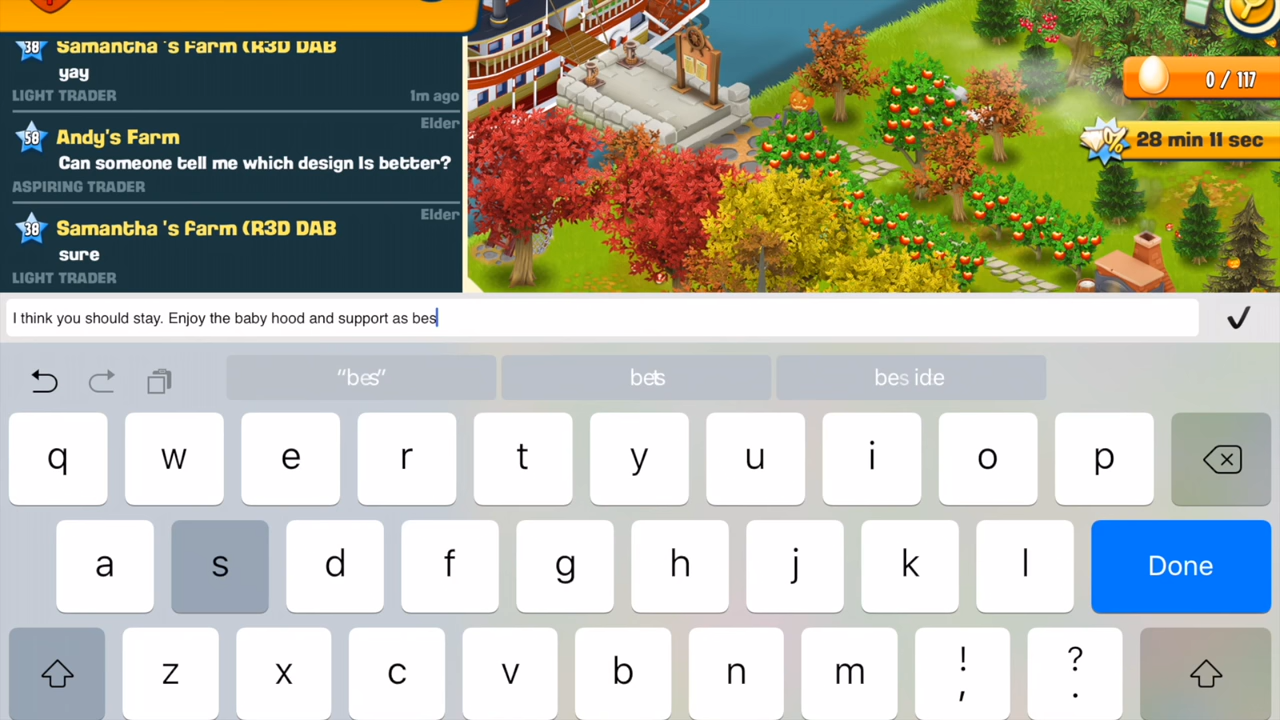 38 Samantha 's Farm (R3D DAB
yay
LIGHT TRADER 1m ago
Elder
58 Andy's Farm
Can someone tell me which design Is better?
ASPIRING TRADER
Elder
38 Samantha 's farm (R3D DAB
sure
LIGHT TRADER
0 / 117
28 min 11 sec
I think you should stay. Enjoy the baby hood and support as bes
"bes" bes ide
q w e r t y u i o p
a s d f g h j k l Done
z x c v b n m ! , ? .